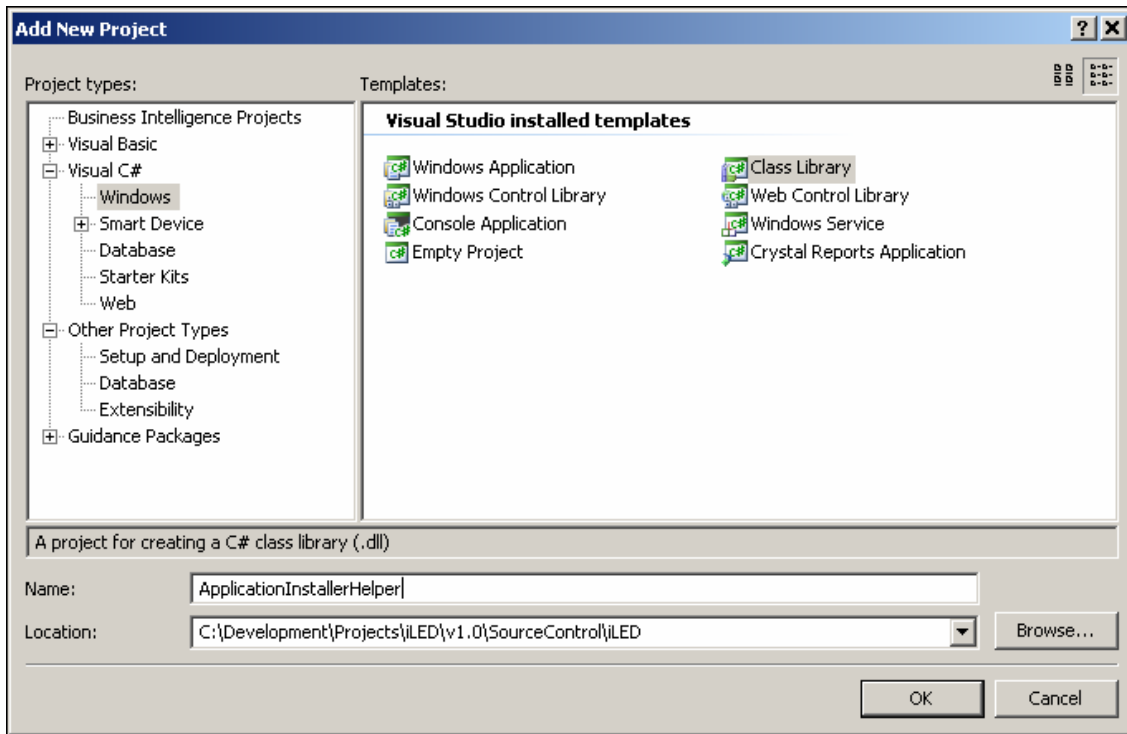 Add New Project
Project types:
Templates:
Business Intelligence Projects
Visual Basic
Visual C#
Windows
Smart Device
Database
Starter Kits
Web
Other Project Types
Setup and Deployment
Database
Extensibility
Guidance Packages
Visual Studio installed templates
Windows Application
Class Library
Windows Control Library
Web Control Library
Console Application
Windows Service
Empty Project
Crystal Reports Application
A project for creating a C# class library (.dll)
Name:
ApplicationInstallerHelper
Location:
C:\Development\Projects\iLED\v1.0\SourceControl\iLED
Browse...
OK
Cancel